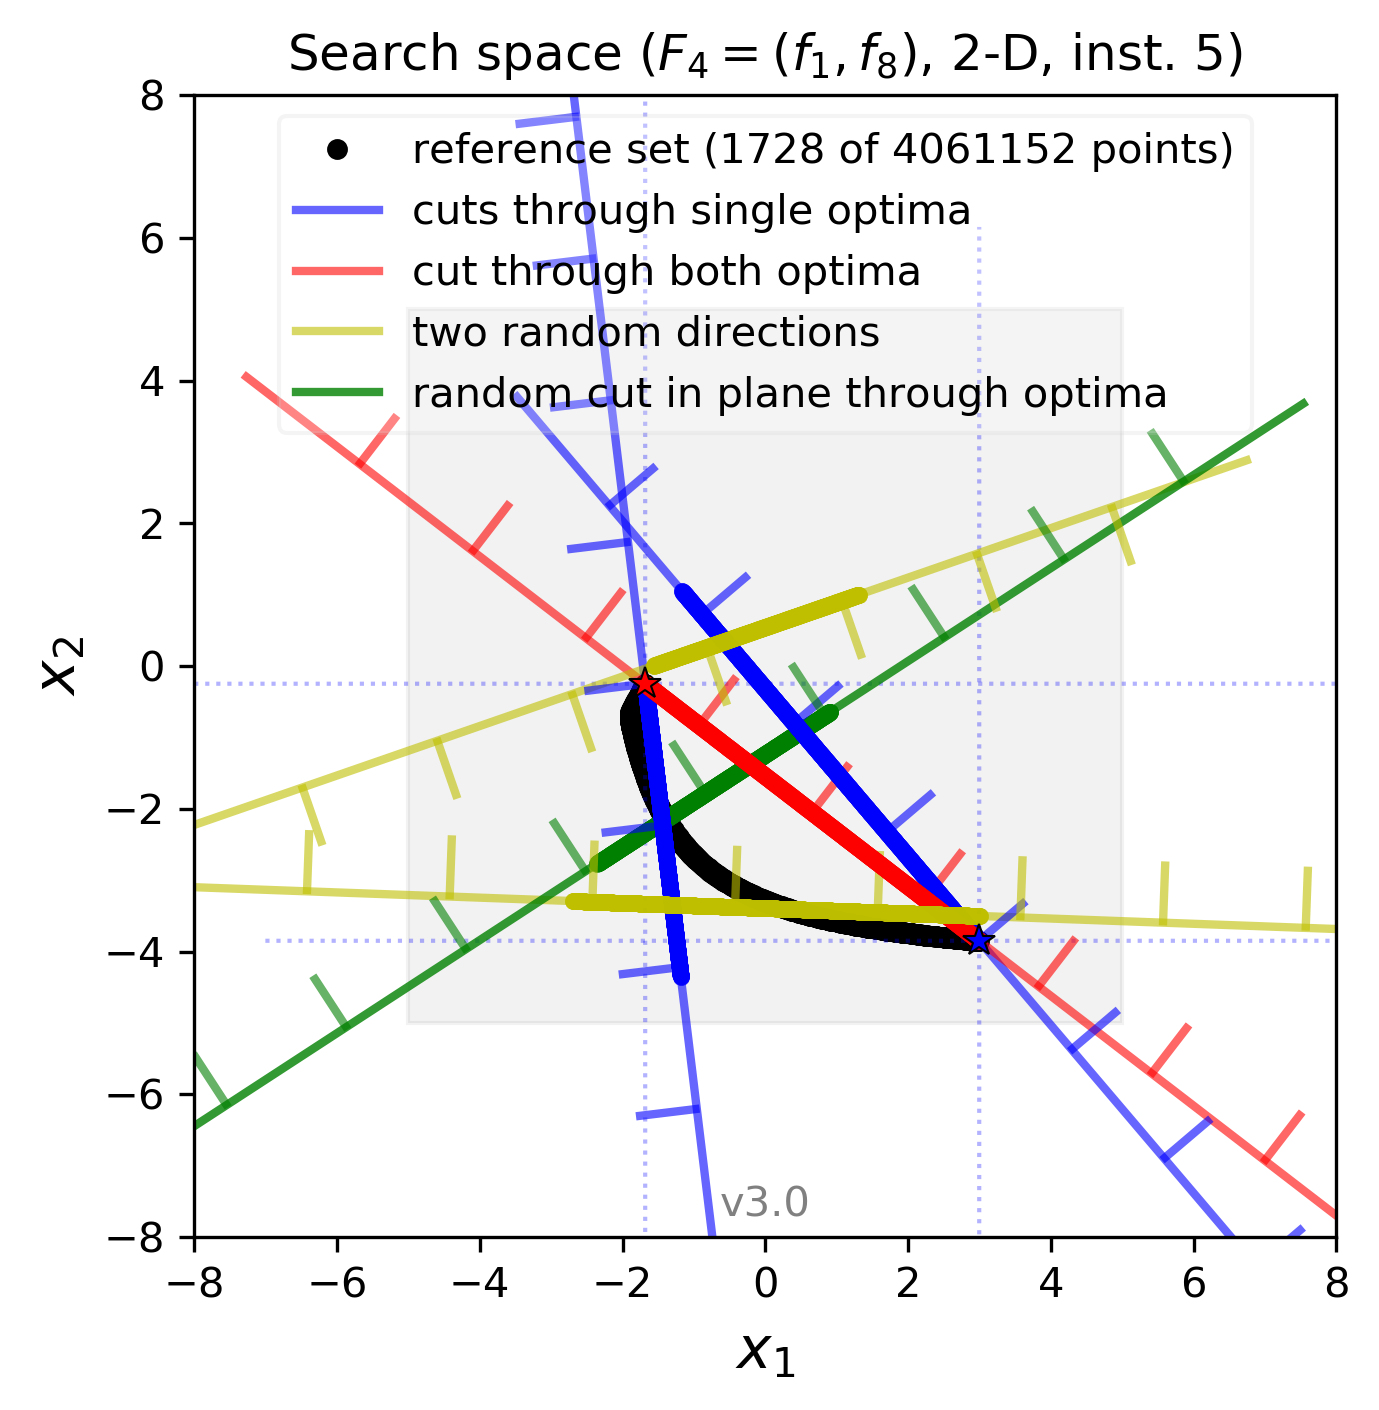 Search space (F₄ = (f₁, f₈), 2-D, inst. 5)
reference set (1728 of 4061152 points)
cuts through single optima
cut through both optima
two random directions
random cut in plane through optima
8
6
4
2
0
−2
−4
−6
−8
x₂
v3.0
−8 −6 −4 −2 0 2 4 6 8
x₁